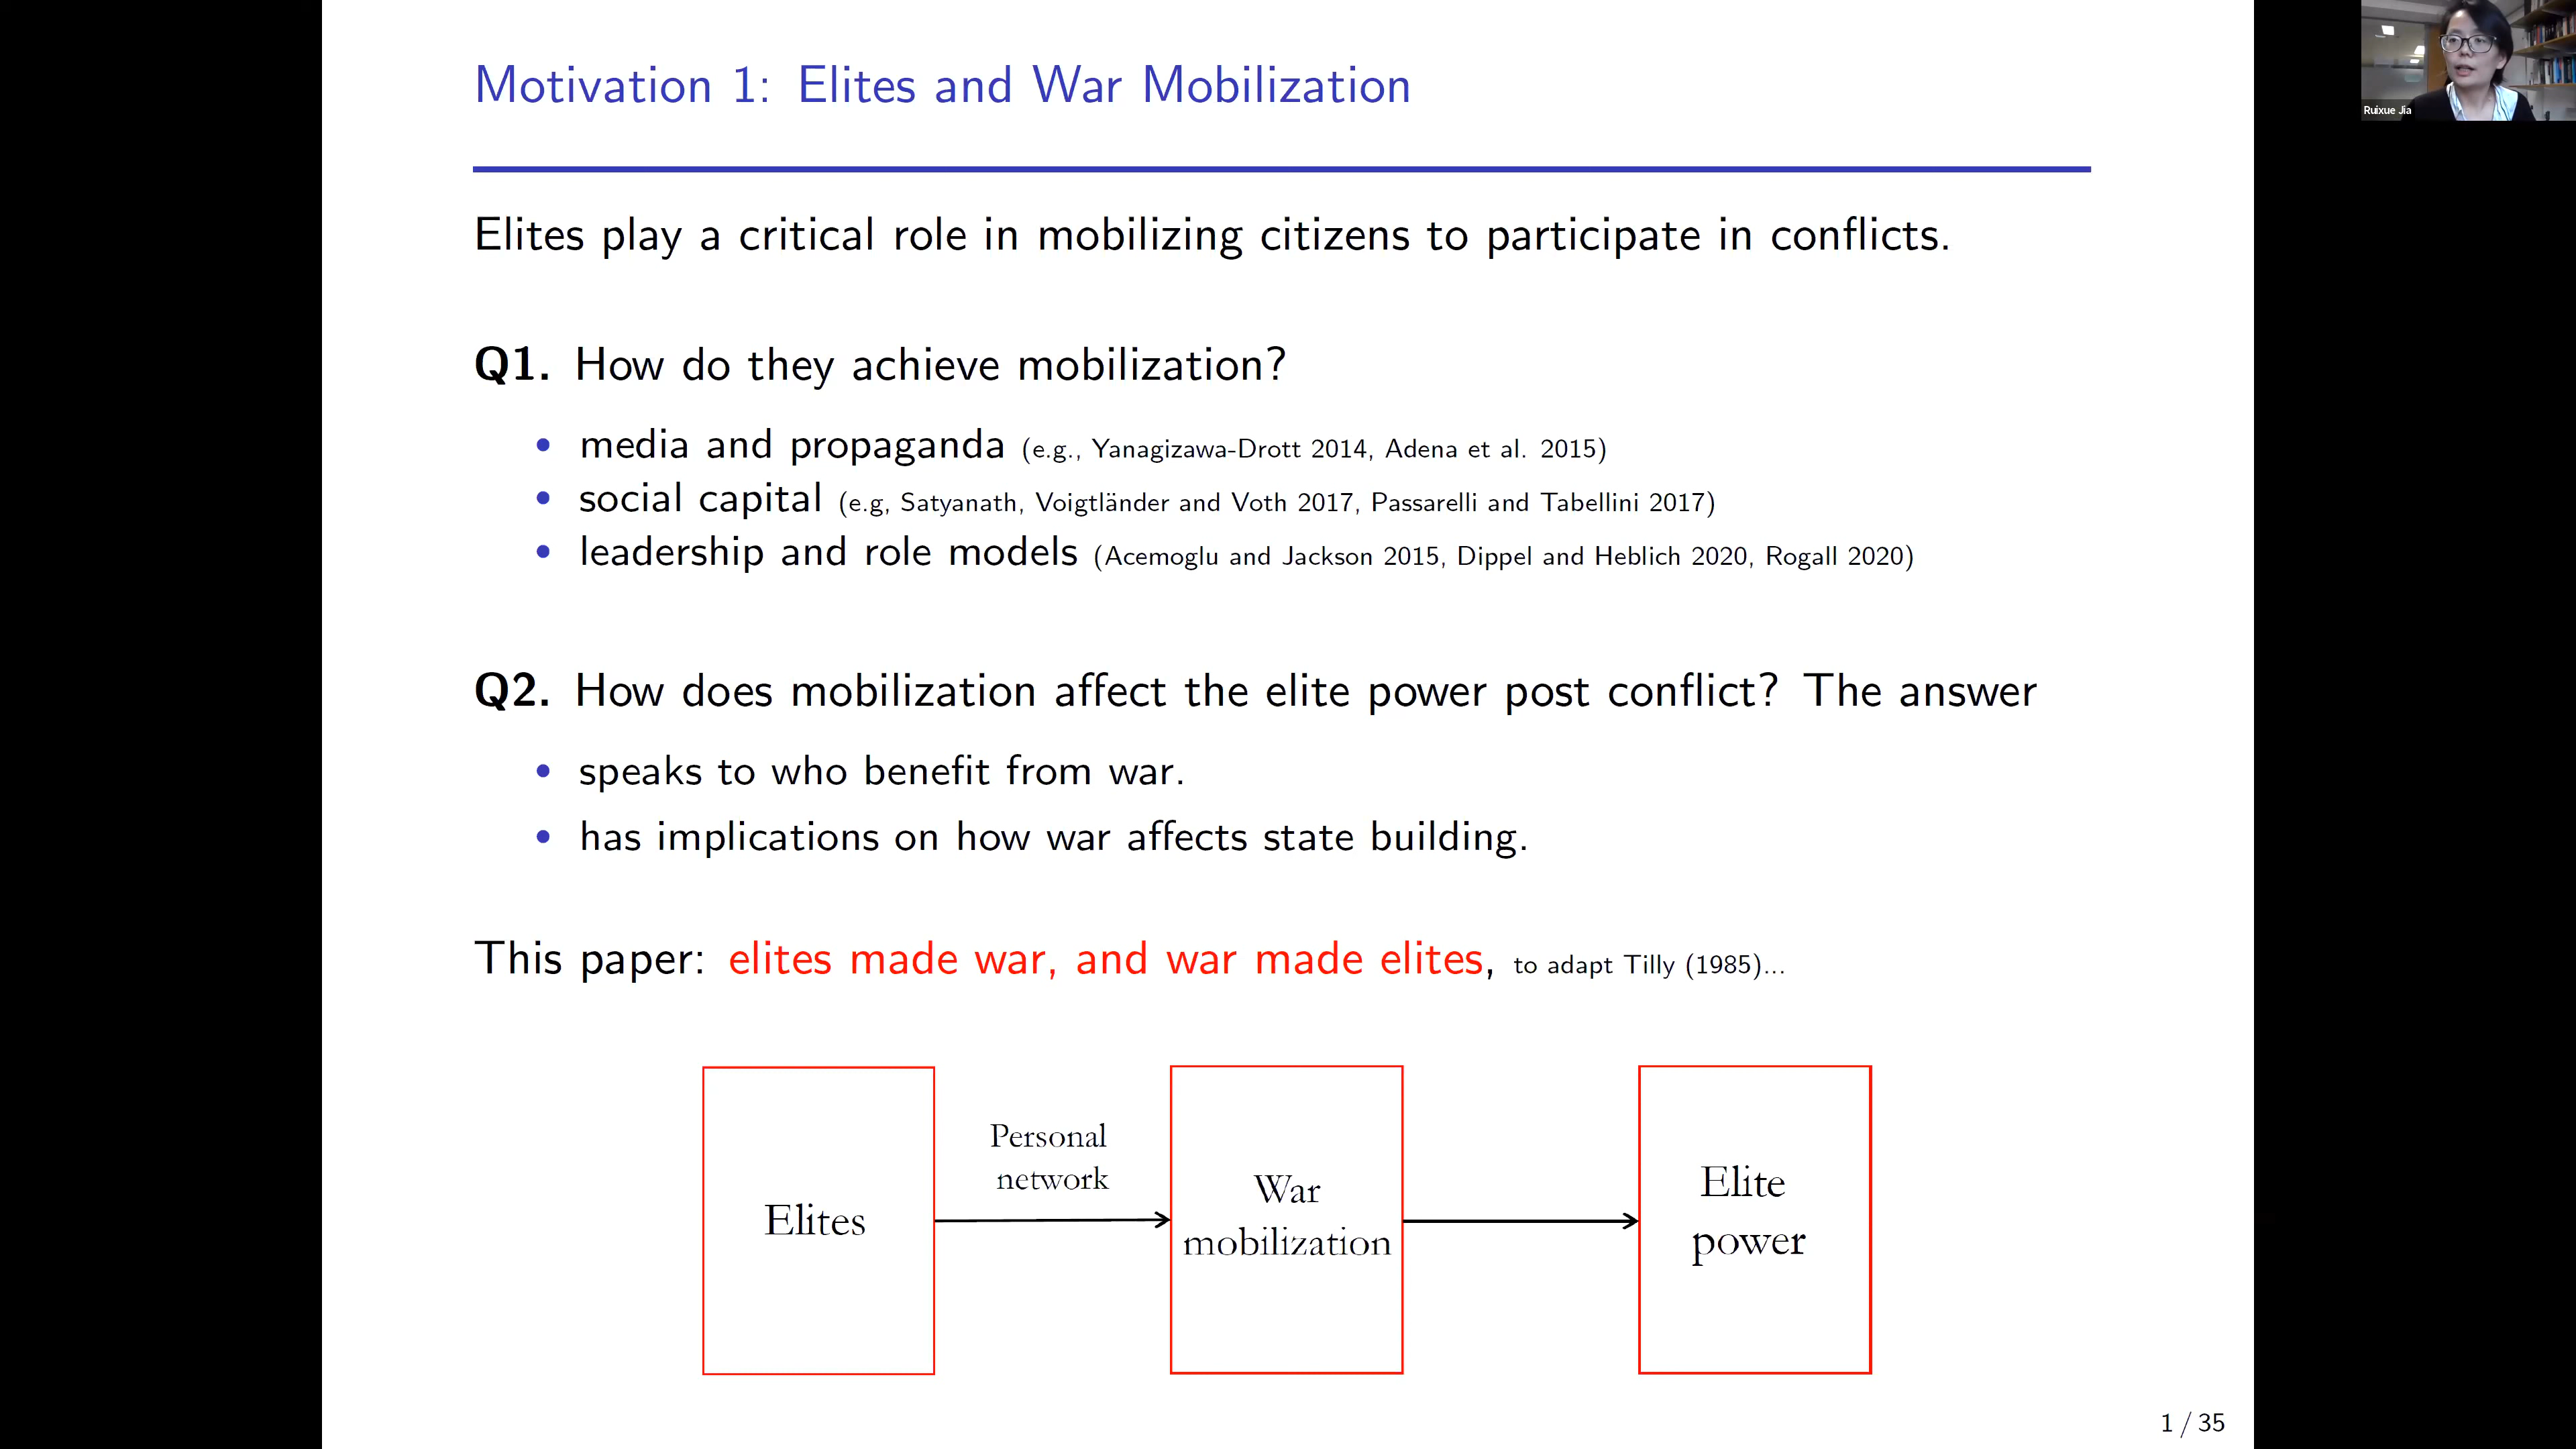 Motivation 1: Elites and War Mobilization
Ruixue Jia
Elites play a critical role in mobilizing citizens to participate in conflicts.
Q1. How do they achieve mobilization?
• media and propaganda (e.g., Yanagizawa-Drott 2014, Adena et al. 2015)
• social capital (e.g, Satyanath, Voigtländer and Voth 2017, Passarelli and Tabellini 2017)
• leadership and role models (Acemoglu and Jackson 2015, Dippel and Heblich 2020, Rogall 2020)
Q2. How does mobilization affect the elite power post conflict? The answer
• speaks to who benefit from war.
• has implications on how war affects state building.
This paper: elites made war, and war made elites, to adapt Tilly (1985)...
Elites
Personal
network
War
mobilization
Elite
power
1 / 35